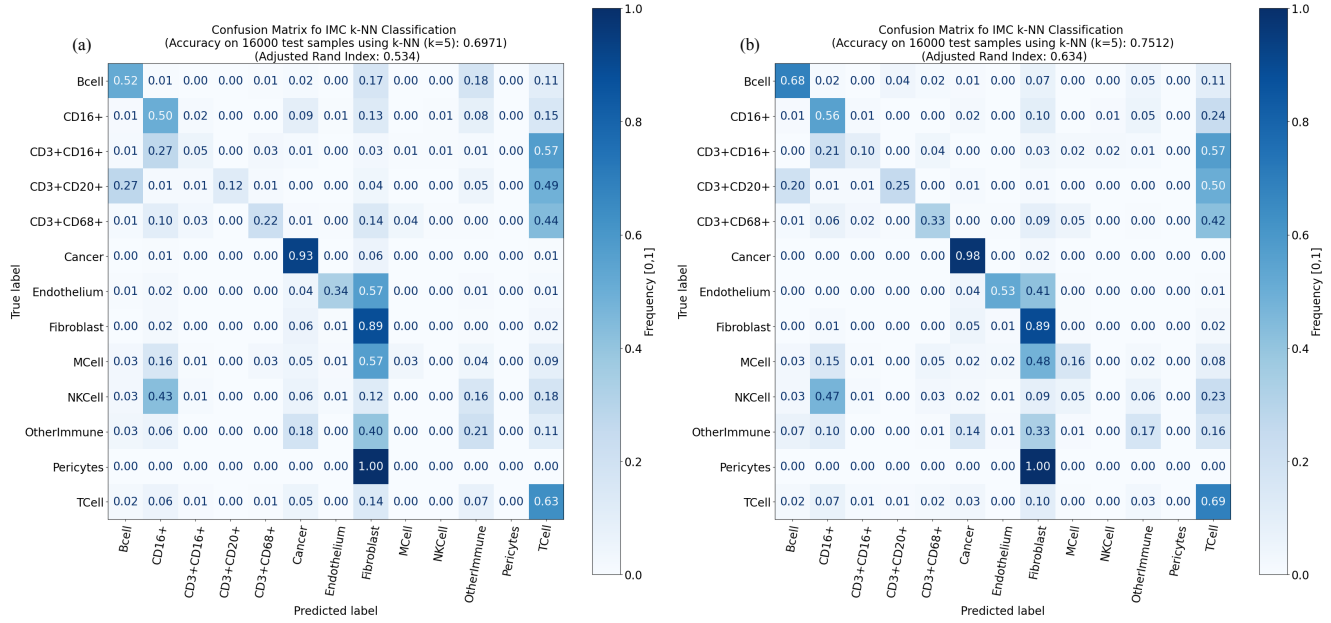 (a)
Confusion Matrix fo IMC k-NN Classification
(Accuracy on 16000 test samples using k-NN (k=5): 0.6971)
(Adjusted Rand Index: 0.534)
True label
Bcell 0.52 0.01 0.00 0.00 0.01 0.02 0.00 0.17 0.00 0.00 0.18 0.00 0.11
CD16+ 0.01 0.50 0.02 0.00 0.00 0.09 0.01 0.13 0.00 0.01 0.08 0.00 0.15
CD3+CD16+ 0.01 0.27 0.05 0.00 0.03 0.01 0.00 0.03 0.01 0.01 0.01 0.00 0.57
CD3+CD20+ 0.27 0.01 0.01 0.12 0.01 0.00 0.00 0.04 0.00 0.00 0.05 0.00 0.49
CD3+CD68+ 0.01 0.10 0.03 0.00 0.22 0.01 0.00 0.14 0.04 0.00 0.00 0.00 0.44
Cancer 0.00 0.01 0.00 0.00 0.00 0.93 0.00 0.06 0.00 0.00 0.00 0.00 0.00
Endothelium 0.01 0.02 0.00 0.00 0.00 0.04 0.34 0.57 0.00 0.00 0.01 0.00 0.01
Fibroblast 0.00 0.02 0.00 0.00 0.00 0.06 0.01 0.89 0.00 0.00 0.00 0.00 0.02
MCell 0.03 0.16 0.01 0.00 0.03 0.05 0.01 0.57 0.03 0.00 0.04 0.00 0.09
NKCell 0.03 0.43 0.01 0.00 0.00 0.06 0.01 0.12 0.00 0.00 0.16 0.00 0.18
OtherImmune 0.03 0.06 0.00 0.00 0.00 0.18 0.00 0.40 0.00 0.00 0.21 0.00 0.11
Pericytes 0.00 0.00 0.00 0.00 0.00 0.00 0.00 1.00 0.00 0.00 0.00 0.00 0.00
TCell 0.02 0.06 0.01 0.00 0.01 0.05 0.00 0.14 0.00 0.00 0.07 0.00 0.63
Bcell CD16+ CD3+CD16+ CD3+CD20+ CD3+CD68+ Cancer Endothelium Fibroblast MCell NKCell OtherImmune Pericytes TCell
Predicted label
1.0
0.8
0.6
0.4
0.2
0.0
Frequency [0,1]
(b)
Confusion Matrix fo IMC k-NN Classification
(Accuracy on 16000 test samples using k-NN (k=5): 0.7512)
(Adjusted Rand Index: 0.634)
True label
Bcell 0.68 0.02 0.00 0.04 0.02 0.01 0.00 0.07 0.00 0.00 0.05 0.00 0.11
CD16+ 0.01 0.56 0.00 0.00 0.00 0.02 0.00 0.10 0.00 0.01 0.05 0.00 0.24
CD3+CD16+ 0.00 0.21 0.10 0.00 0.04 0.00 0.00 0.03 0.02 0.02 0.01 0.00 0.57
CD3+CD20+ 0.20 0.01 0.01 0.25 0.01 0.00 0.00 0.01 0.00 0.00 0.02 0.00 0.50
CD3+CD68+ 0.01 0.06 0.02 0.00 0.33 0.00 0.00 0.09 0.05 0.00 0.00 0.00 0.42
Cancer 0.00 0.00 0.00 0.00 0.00 0.98 0.00 0.02 0.00 0.00 0.00 0.00 0.00
Endothelium 0.00 0.00 0.00 0.00 0.00 0.04 0.53 0.41 0.00 0.00 0.00 0.00 0.01
Fibroblast 0.00 0.01 0.00 0.00 0.00 0.05 0.01 0.89 0.00 0.00 0.00 0.00 0.02
MCell 0.03 0.15 0.01 0.00 0.05 0.02 0.02 0.48 0.16 0.00 0.02 0.00 0.08
NKCell 0.03 0.47 0.00 0.00 0.03 0.02 0.01 0.09 0.05 0.00 0.06 0.00 0.23
OtherImmune 0.07 0.10 0.00 0.00 0.01 0.14 0.00 0.33 0.01 0.00 0.17 0.00 0.16
Pericytes 0.00 0.00 0.00 0.00 0.00 0.00 0.00 1.00 0.00 0.00 0.00 0.00 0.00
TCell 0.02 0.07 0.01 0.01 0.02 0.03 0.00 0.10 0.00 0.00 0.03 0.00 0.69
Bcell CD16+ CD3+CD16+ CD3+CD20+ CD3+CD68+ Cancer Endothelium Fibroblast MCell NKCell OtherImmune Pericytes TCell
Predicted label
1.0
0.8
0.6
0.4
0.2
0.0
Frequency [0,1]